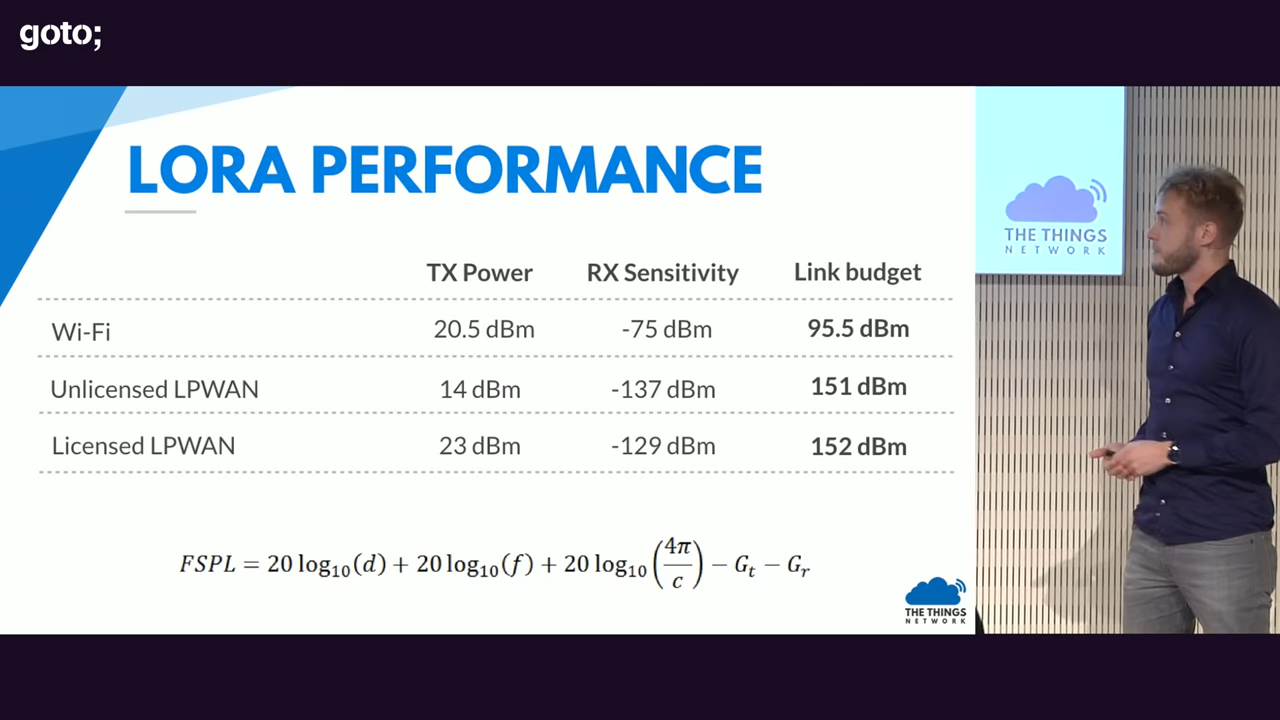 goto;
LORA PERFORMANCE
TX Power RX Sensitivity Link budget
Wi-Fi 20.5 dBm -75 dBm 95.5 dBm
Unlicensed LPWAN 14 dBm -137 dBm 151 dBm
Licensed LPWAN 23 dBm -129 dBm 152 dBm
FSPL = 20 log₁₀(d) + 20 log₁₀(f) + 20 log₁₀(4π/c) − Gₜ − Gᵣ
THE THINGS
NETWORK
THE THINGS
NETWORK